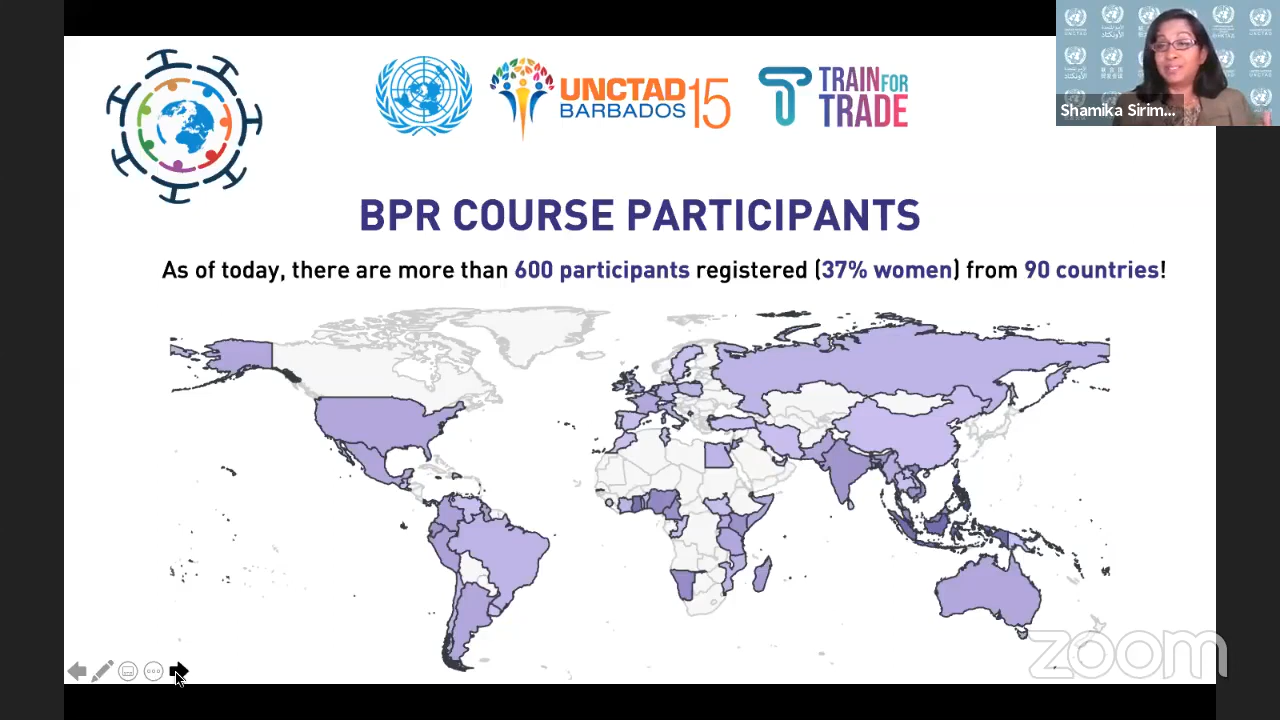 UNCTAD
BARBADOS
15
TRAIN FOR
TRADE
Shamika Sirim...
BPR COURSE PARTICIPANTS
As of today, there are more than 600 participants registered (37% women) from 90 countries!
zoom